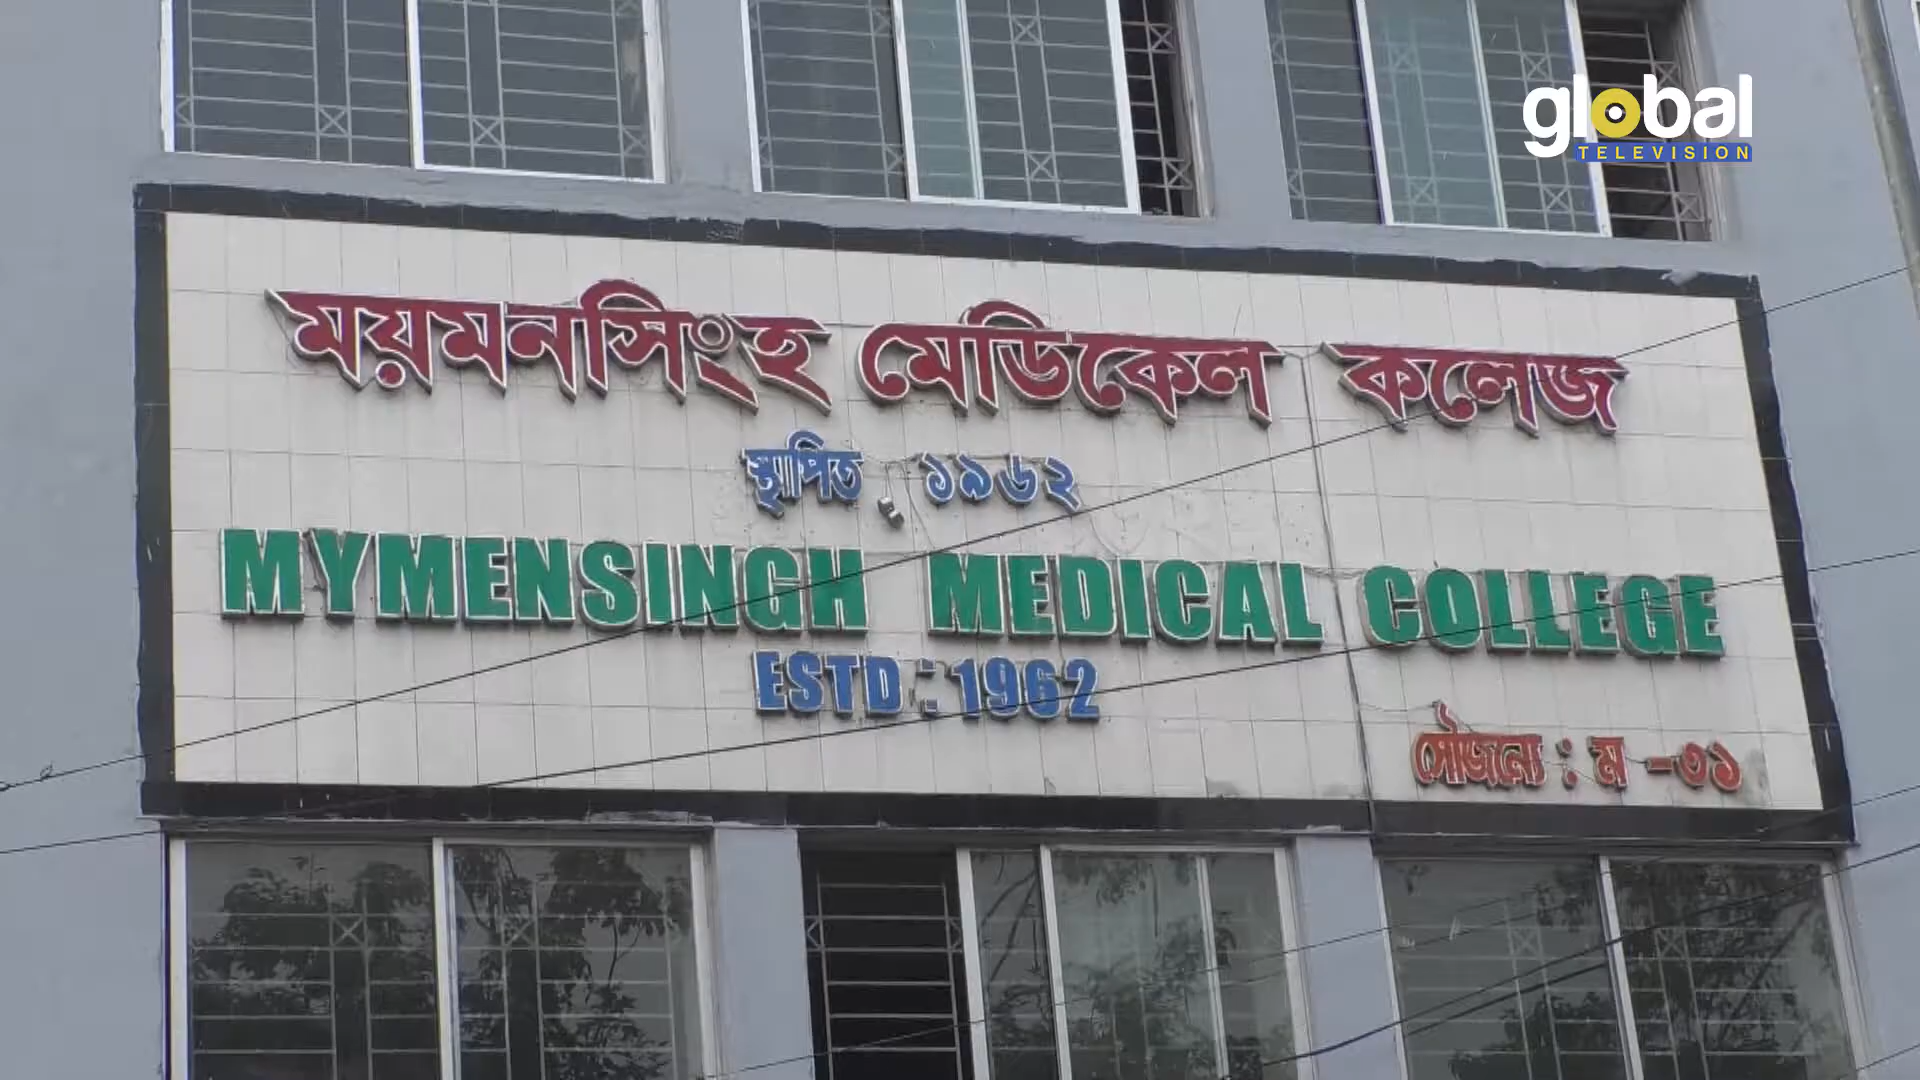 global
TELEVISION
ময়মনসিংহ মেডিকেল কলেজ
স্থাপিত : ১৯৬২
MYMENSINGH MEDICAL COLLEGE
ESTD : 1962
সৌজন্যে : ম -৩১